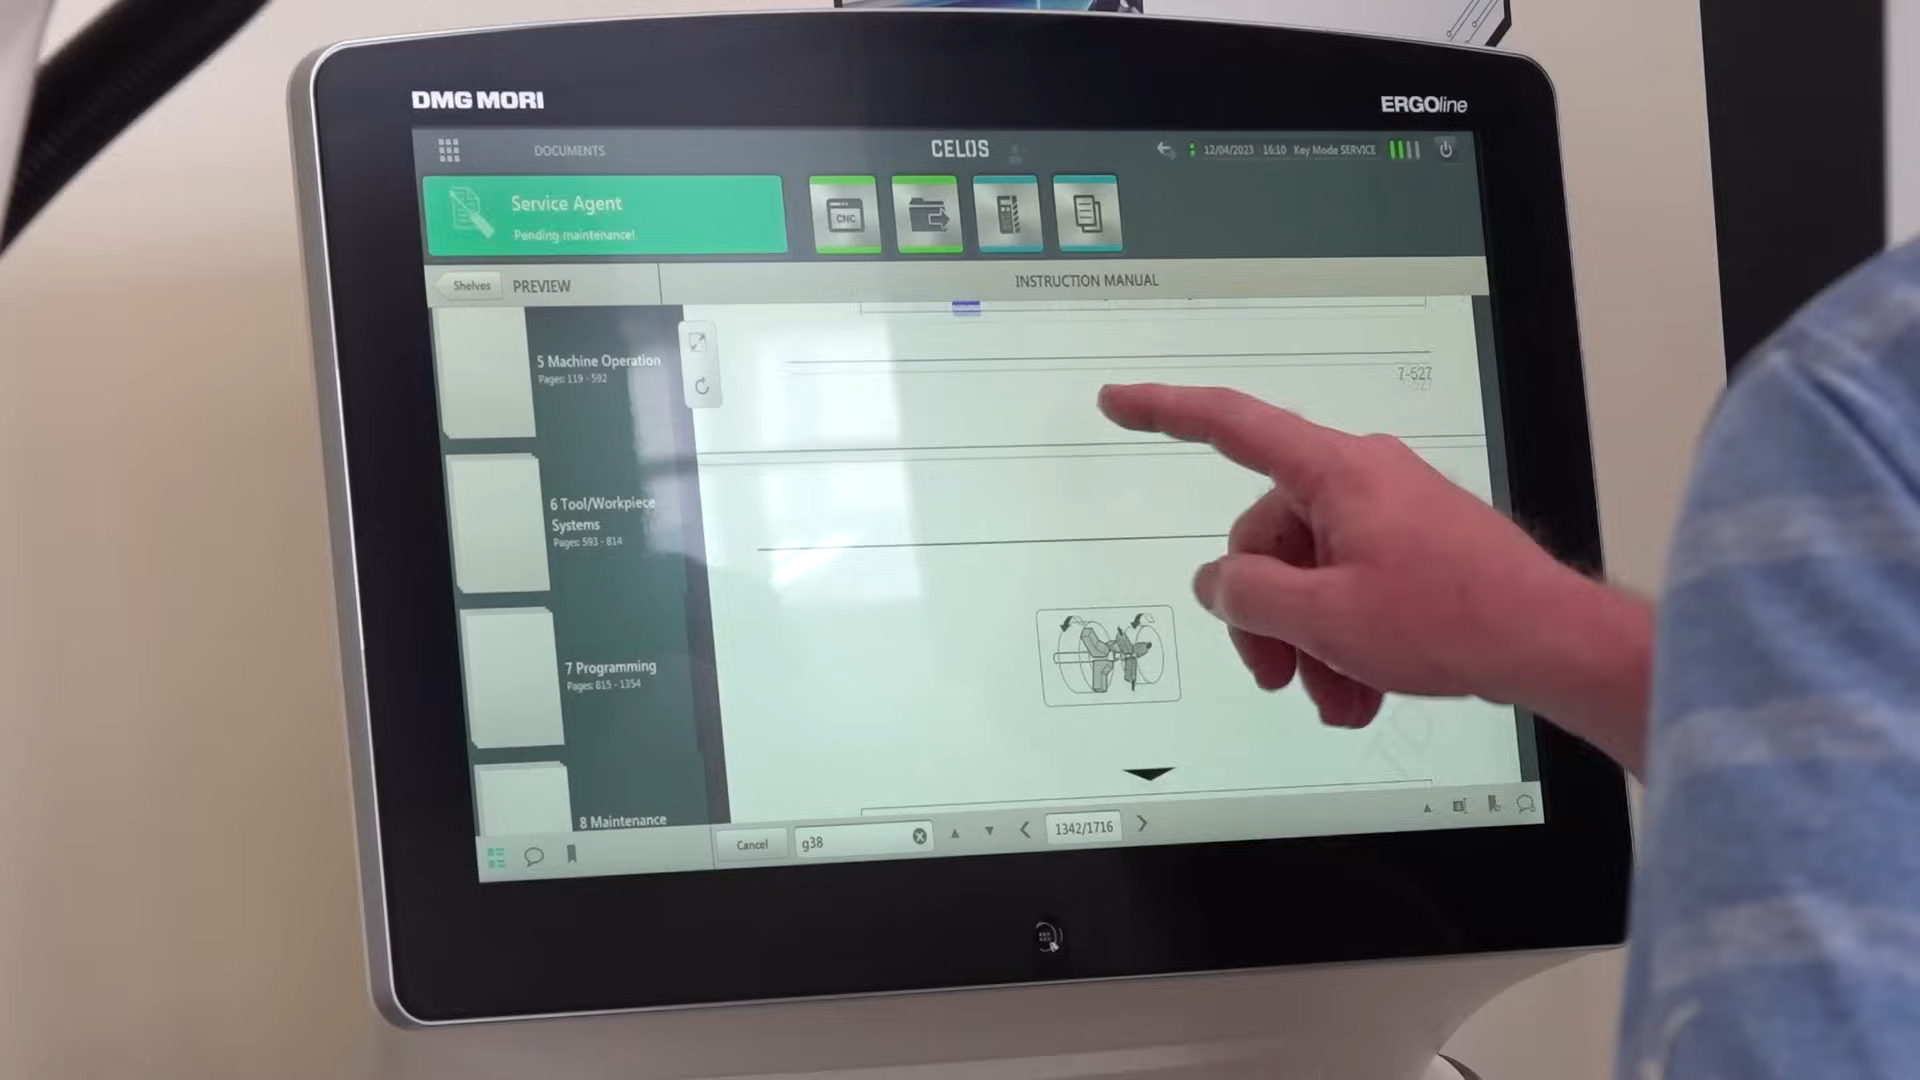 DMG MORI
ERGOline
DOCUMENTS
CELOS
12/04/2023 16:10 Key Mode SERVICE
Service Agent
Pending maintenance!
CNC
Shelves
PREVIEW
INSTRUCTION MANUAL
5 Machine Operation
Pages: 119 - 592
7-527
6 Tool/Workpiece
Systems
Pages: 593 - 814
7 Programming
Pages: 815 - 1354
8 Maintenance
Cancel
g38
1342/1716